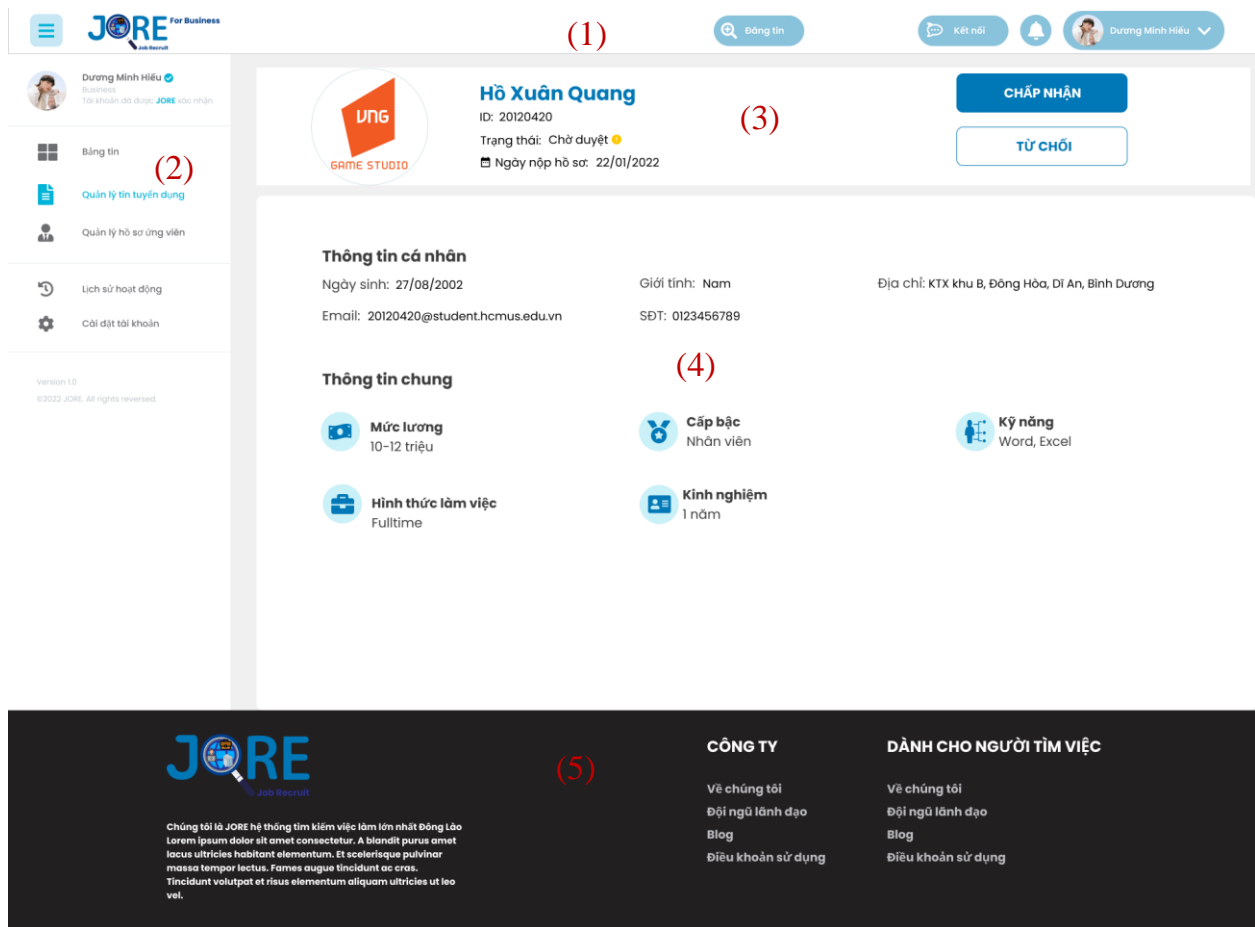 JORE For Business
Job Recruit
(1)
Đăng tin
Kết nối
Dương Minh Hiếu
Dương Minh Hiếu
Business
Tài khoản đã được JORE xác nhận
Bảng tin
(2)
Quản lý tin tuyển dụng
Quản lý hồ sơ ứng viên
Lịch sử hoạt động
Cài đặt tài khoản
Version 1.0
©2022 JORE. All rights reversed.
VNG
GAME STUDIO
Hồ Xuân Quang
ID: 20120420
Trạng thái: Chờ duyệt
Ngày nộp hồ sơ: 22/01/2022
(3)
CHẤP NHẬN
TỪ CHỐI
Thông tin cá nhân
Ngày sinh: 27/08/2002
Giới tính: Nam
Địa chỉ: KTX khu B, Đông Hòa, Dĩ An, Bình Dương
Email: 20120420@student.hcmus.edu.vn
SĐT: 0123456789
(4)
Thông tin chung
Mức lương
10-12 triệu
Cấp bậc
Nhân viên
Kỹ năng
Word, Excel
Hình thức làm việc
Fulltime
Kinh nghiệm
1 năm
JORE
Job Recruit
(5)
Chúng tôi là JORE hệ thống tìm kiếm việc làm lớn nhất Đông Lào
Lorem ipsum dolor sit amet consectetur. A blandit purus amet
lacus ultricies habitant elementum. Et scelerisque pulvinar
massa tempor lectus. Fames augue tincidunt ac cras.
Tincidunt volutpat et risus elementum aliquam ultricies ut leo
vel.
CÔNG TY
Về chúng tôi
Đội ngũ lãnh đạo
Blog
Điều khoản sử dụng
DÀNH CHO NGƯỜI TÌM VIỆC
Về chúng tôi
Đội ngũ lãnh đạo
Blog
Điều khoản sử dụng